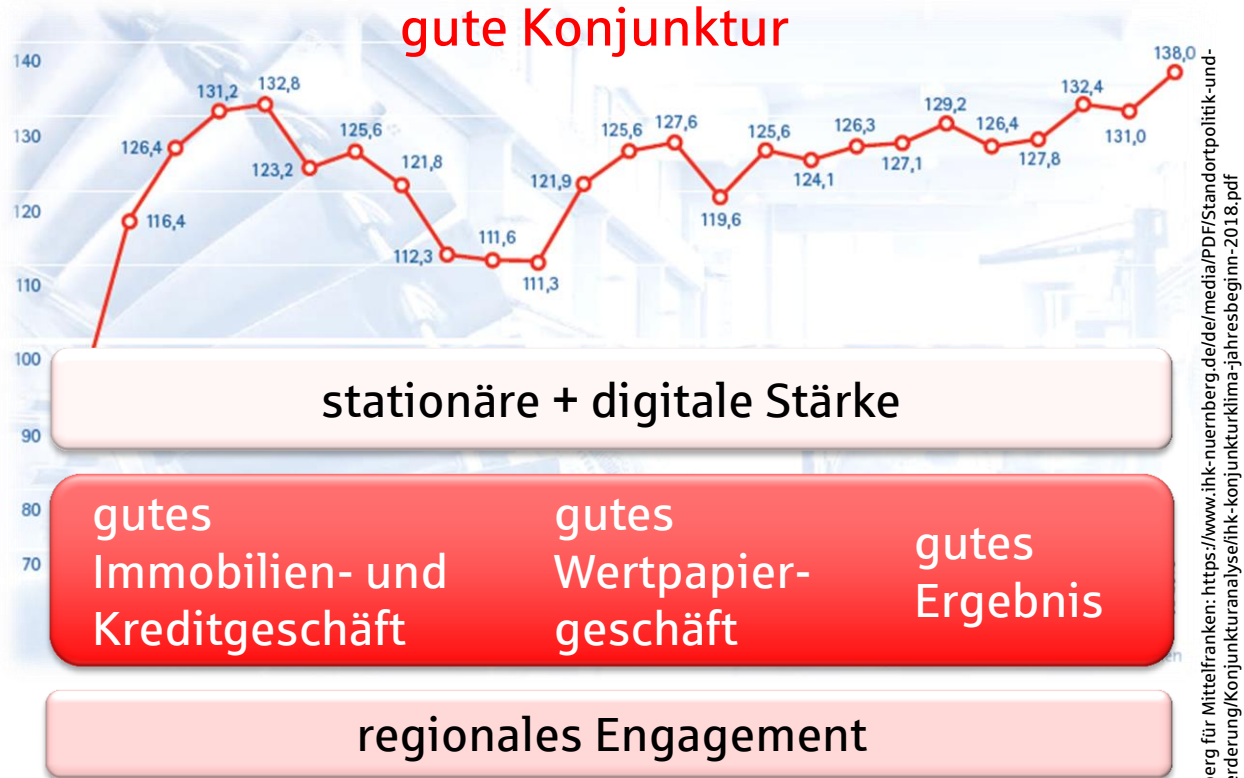 gute Konjunktur
140
130
120
110
100
90
80
70
116,4
126,4
131,2
132,8
123,2
125,6
121,8
112,3
111,6
111,3
121,9
125,6
127,6
119,6
125,6
124,1
126,3
127,1
129,2
126,4
127,8
132,4
131,0
138,0
stationäre + digitale Stärke
gutes
Immobilien- und
Kreditgeschäft
gutes
Wertpapier-
geschäft
gutes
Ergebnis
regionales Engagement
für Mittelfranken: https://www.ihk-nuernberg.de/de/media/PDF/Standortpolitik-und-
erderung/Konjunkturanalyse/ihk-konjunkturklima-jahresbeginn-2018.pdf